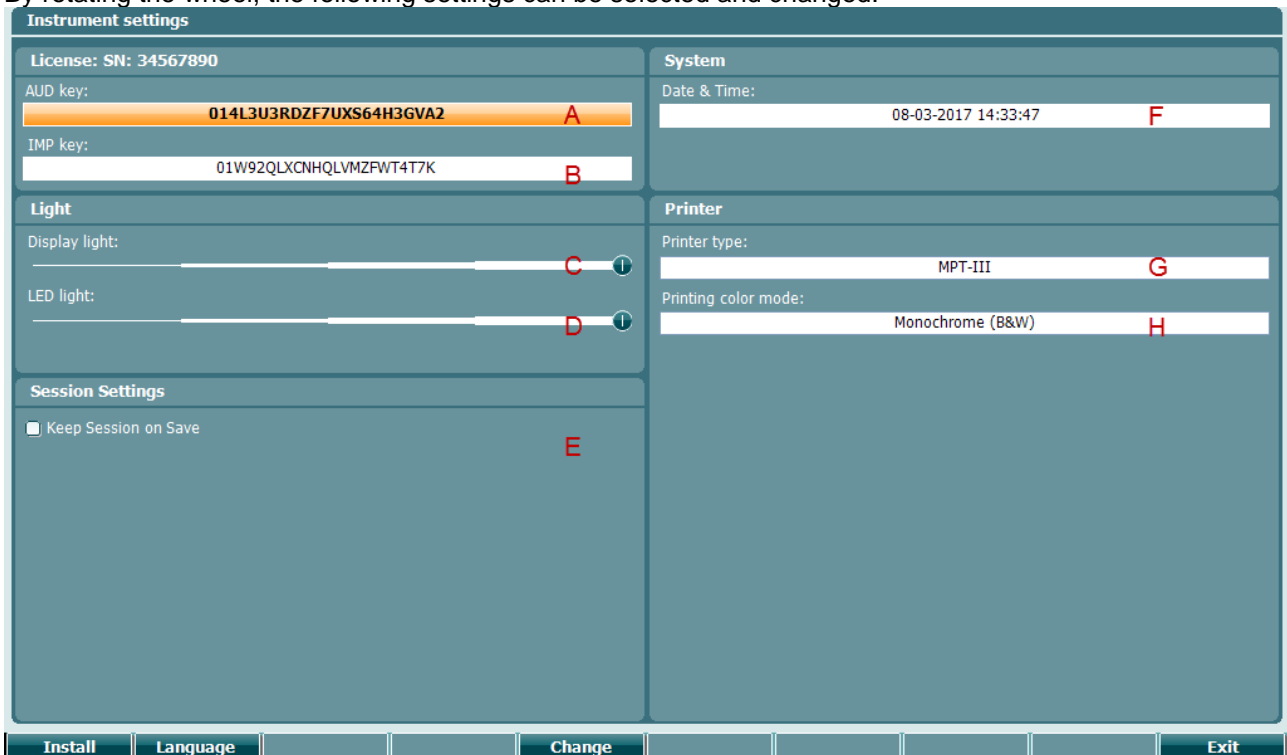 By rotating the wheel, the following settings can be selected and changed:
Instrument settings
License: SN: 34567890
AUD key:
014L3U3RDZF7UXS64H3GVA2 A
IMP key:
01W92QLXCNHQLVMZFWT4T7K B
Light
Display light:
C
LED light:
D
Session Settings
Keep Session on Save
E
System
Date & Time:
08-03-2017 14:33:47 F
Printer
Printer type:
MPT-III G
Printing color mode:
Monochrome (B&W) H
Install Language Change Exit